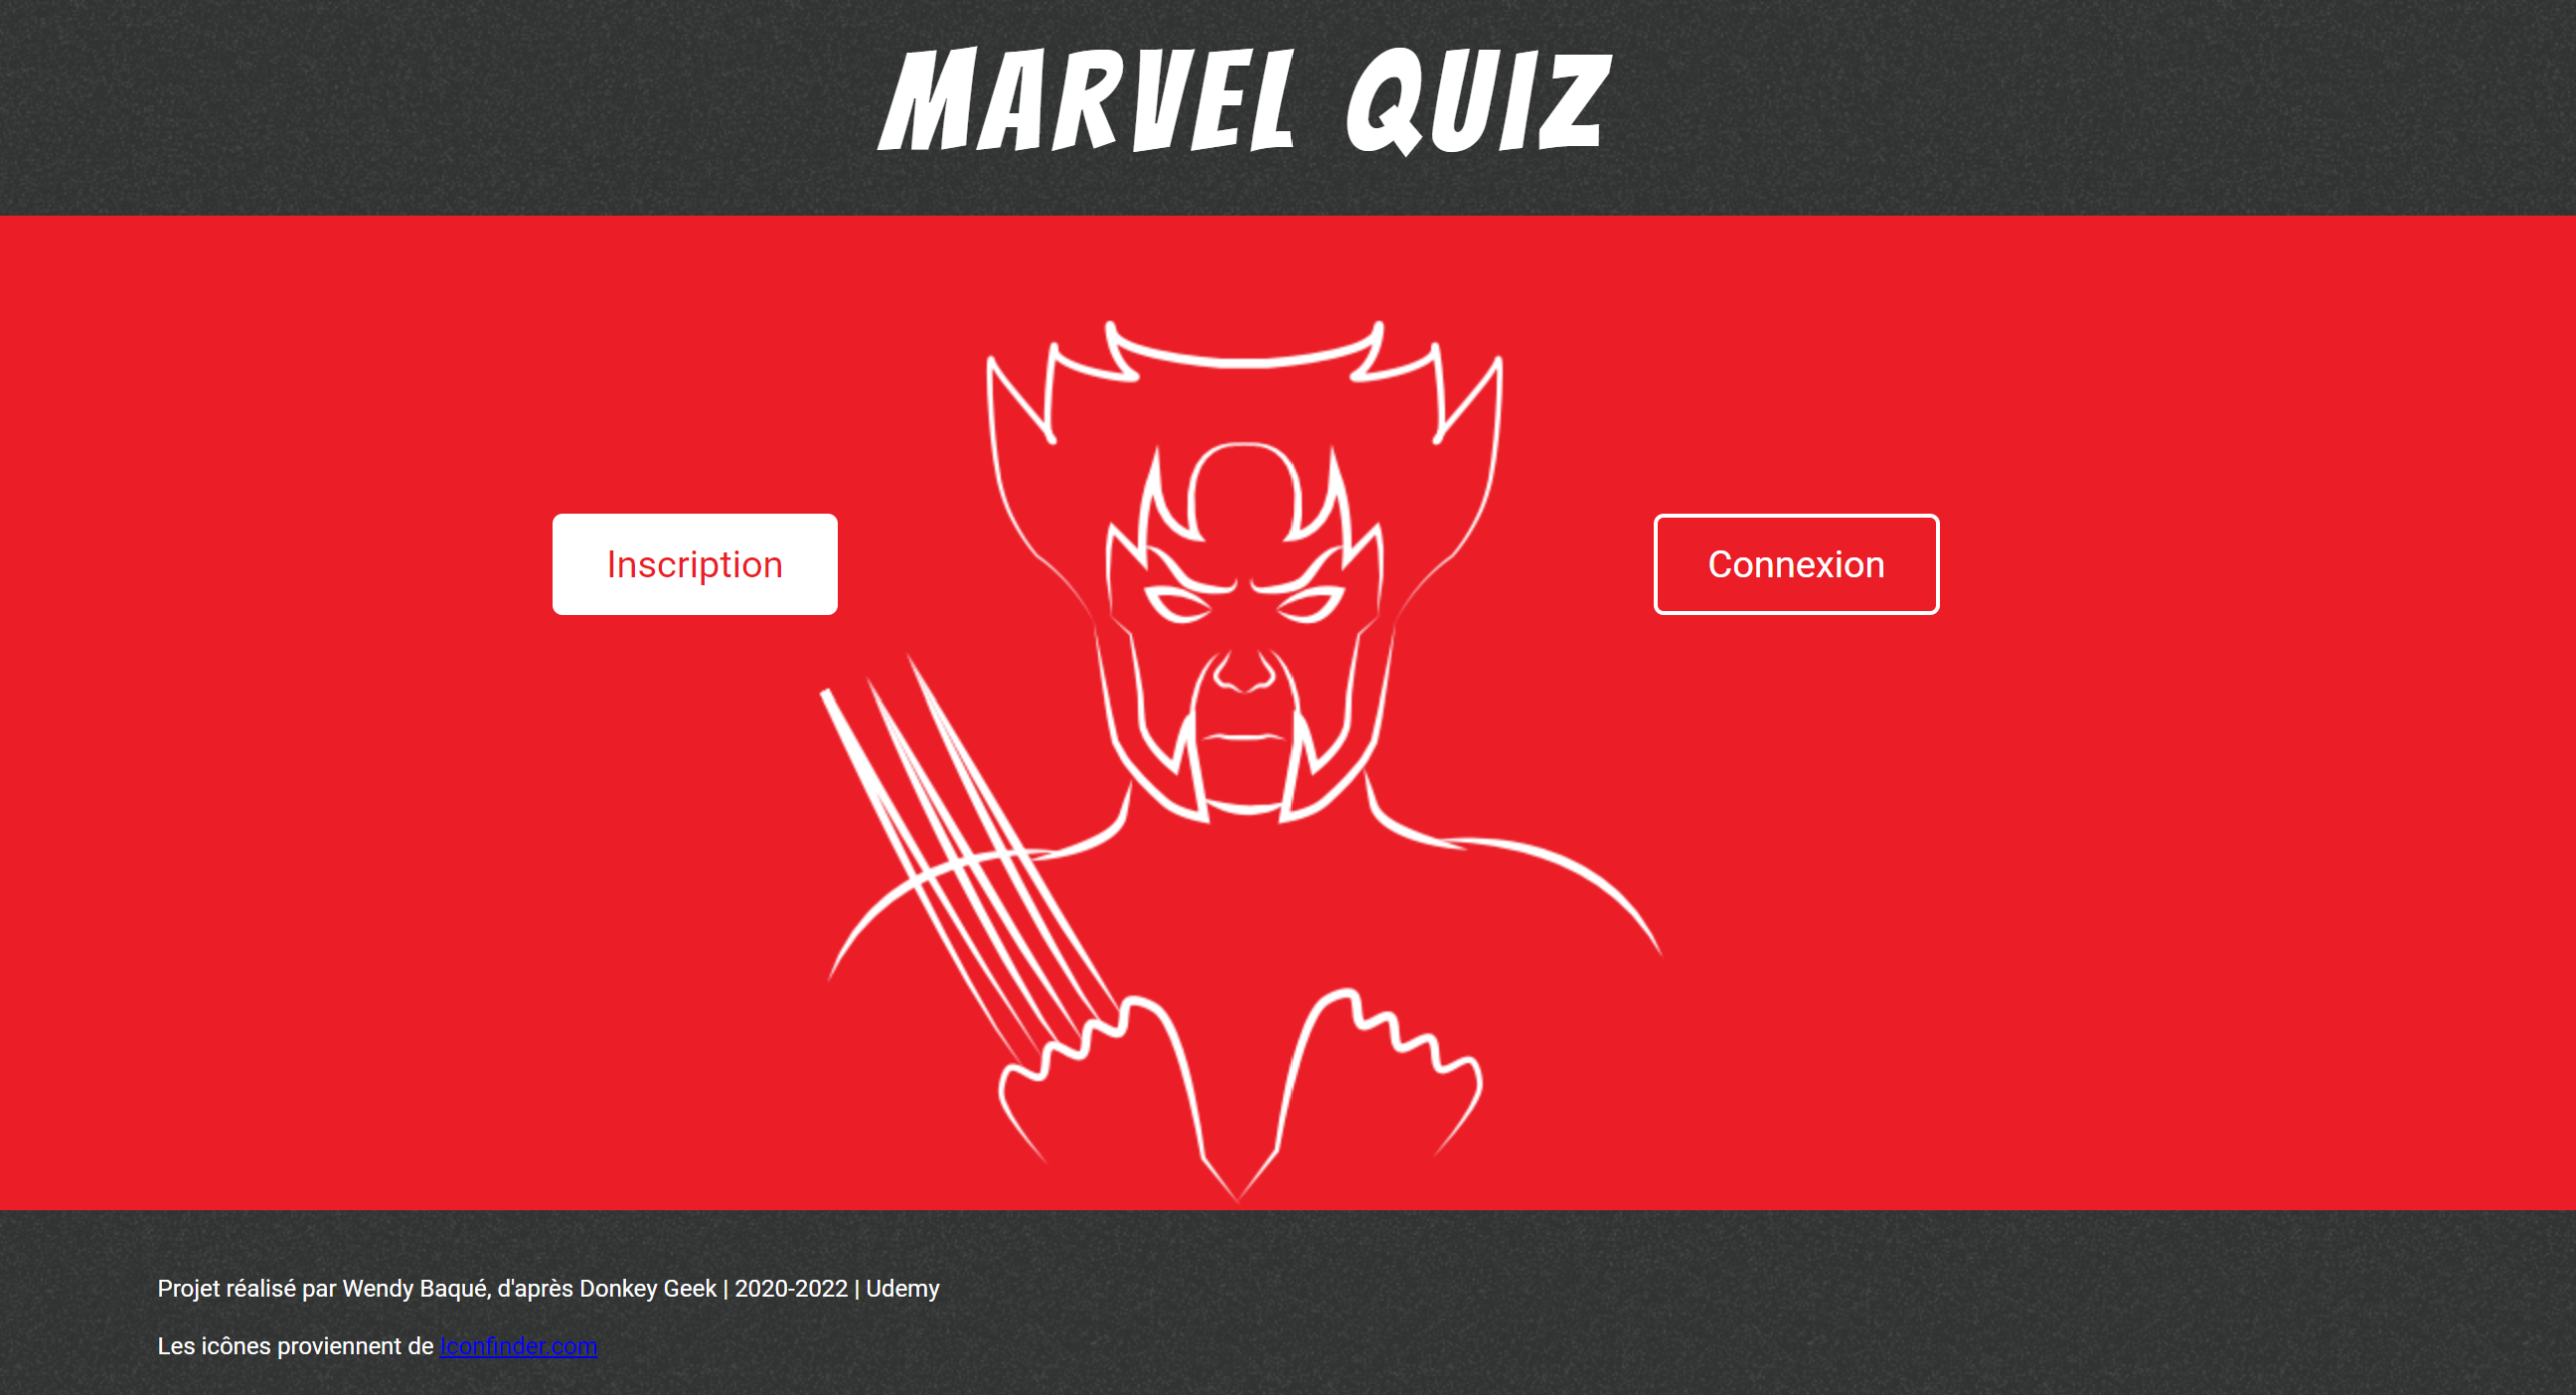 MARVEL QUIZ
Inscription
Connexion
Projet réalisé par Wendy Baqué, d'après Donkey Geek | 2020-2022 | Udemy
Les icônes proviennent de Iconfinder.com